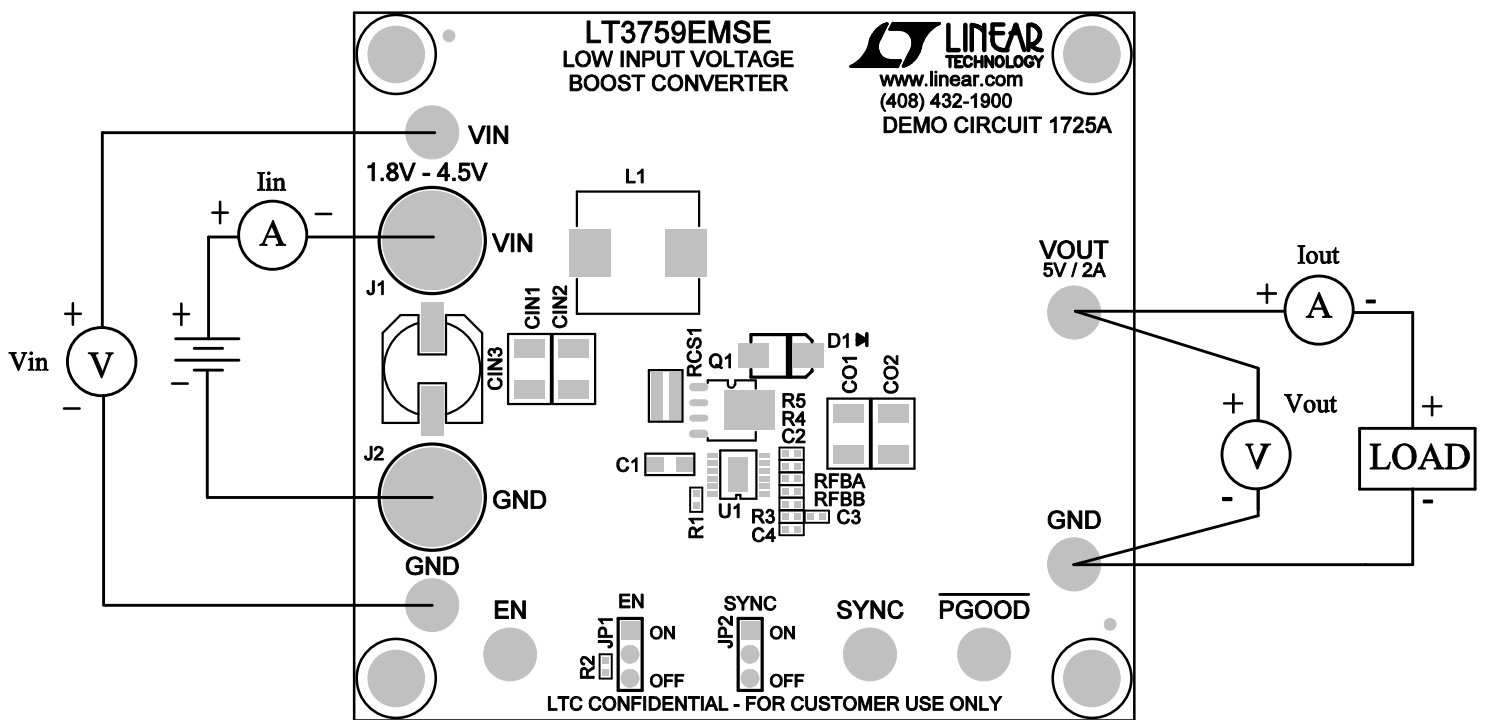 LT3759EMSE
LOW INPUT VOLTAGE
BOOST CONVERTER
LINEAR
TECHNOLOGY
www.linear.com
(408) 432-1900
DEMO CIRCUIT 1725A
VIN
1.8V - 4.5V
Iin
+
–
A
VIN
J1
L1
VOUT
5V / 2A
Iout
+
-
A
CIN1
CIN2
CIN3
+
–
Vin
+
V
–
RCS1
Q1
D1
CO1
CO2
R5
R4
C2
+
Vout
V
-
+
LOAD
-
J2
GND
C1
R1
U1
RFBA
RFBB
R3
C3
C4
GND
GND
EN
EN
JP1
ON
OFF
R2
SYNC
JP2
ON
OFF
SYNC
PGOOD
LTC CONFIDENTIAL - FOR CUSTOMER USE ONLY